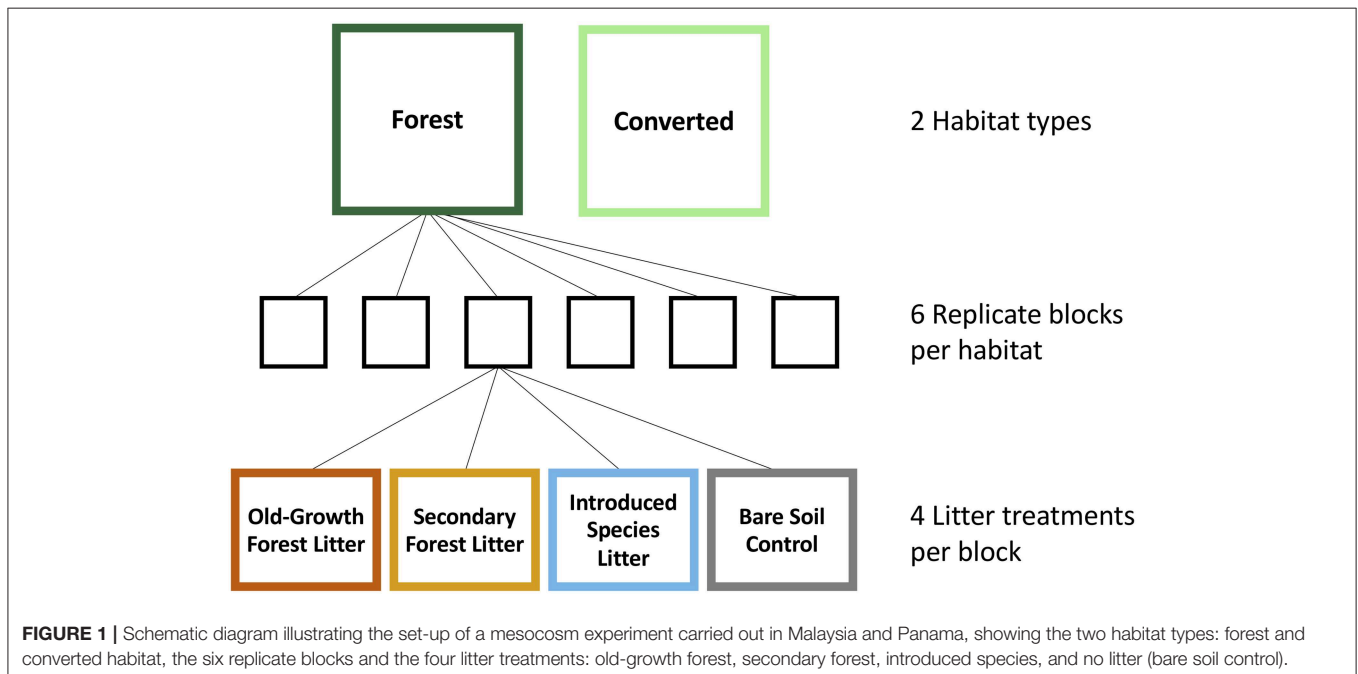 Forest
Converted
2 Habitat types
6 Replicate blocks
per habitat
Old-Growth
Forest Litter
Secondary
Forest Litter
Introduced
Species
Litter
Bare Soil
Control
4 Litter treatments
per block
FIGURE 1 | Schematic diagram illustrating the set-up of a mesocosm experiment carried out in Malaysia and Panama, showing the two habitat types: forest and
converted habitat, the six replicate blocks and the four litter treatments: old-growth forest, secondary forest, introduced species, and no litter (bare soil control).